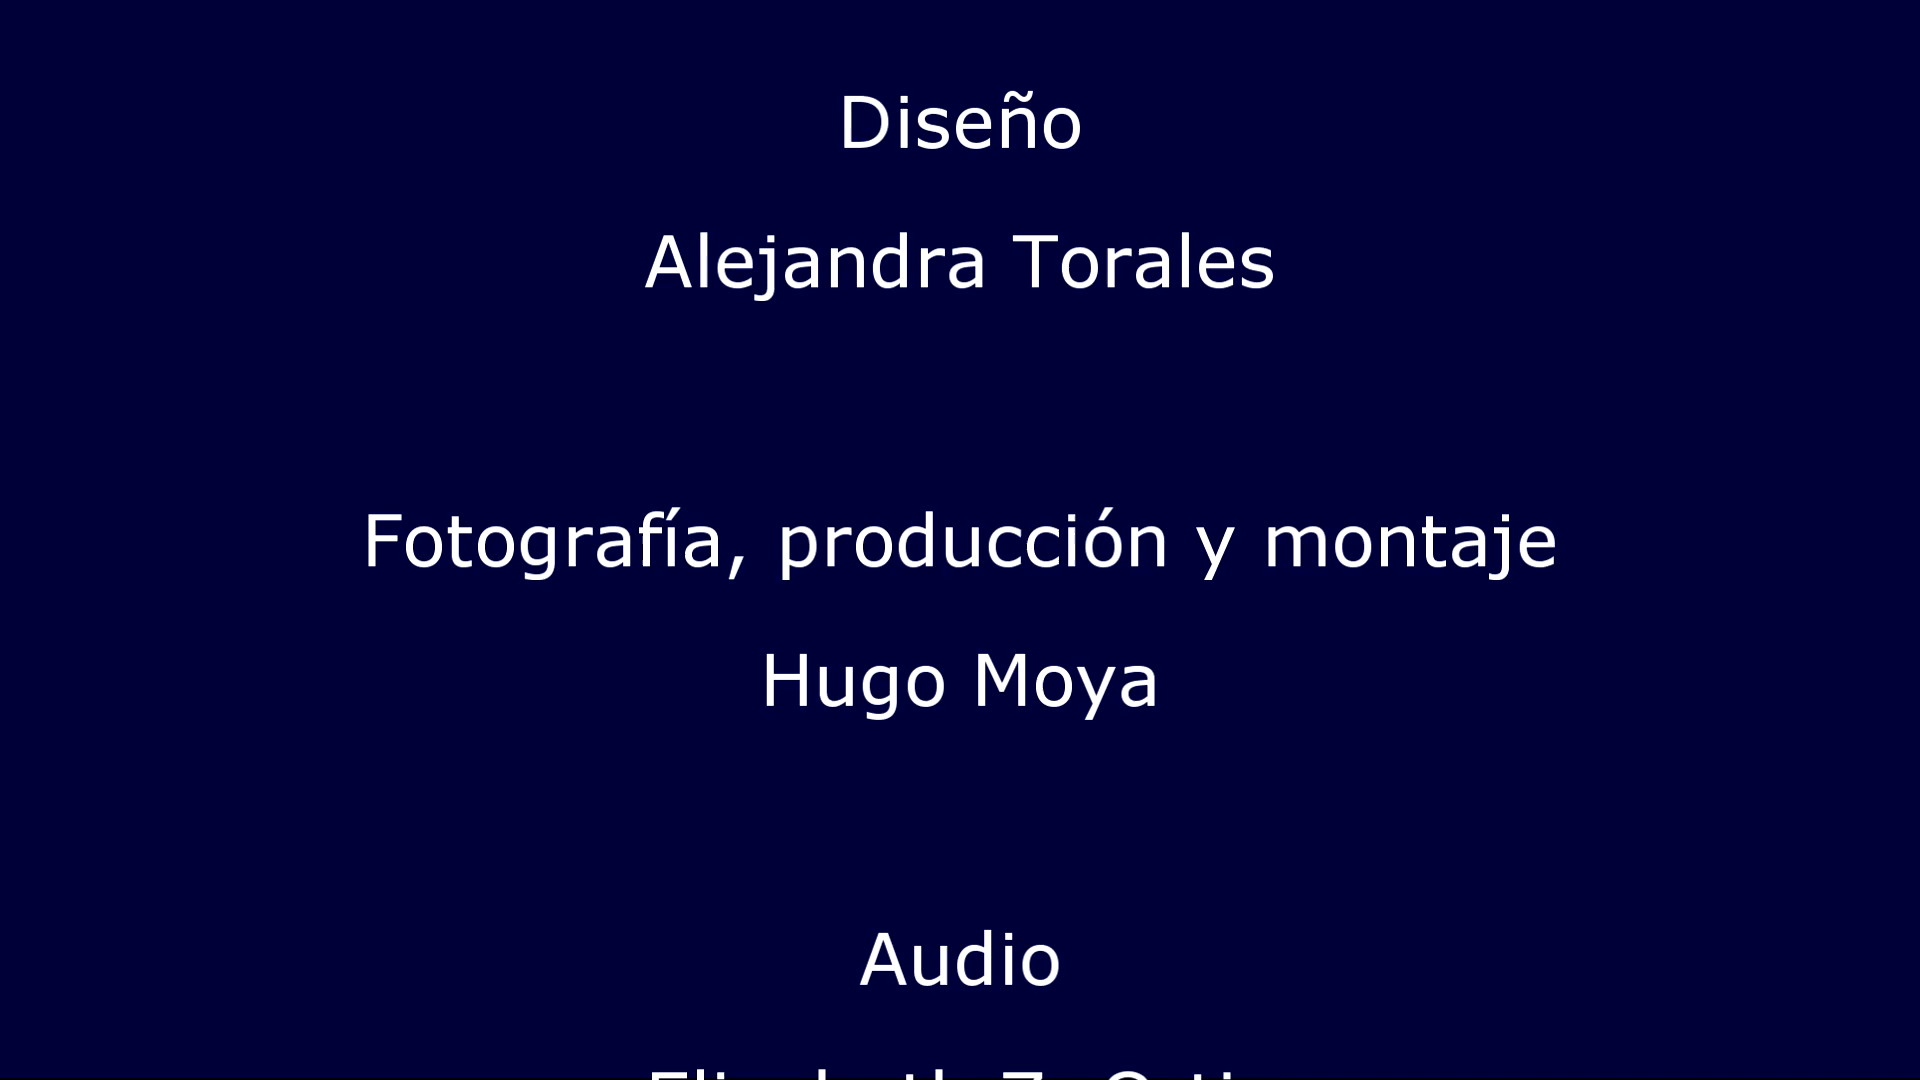 Diseño
Alejandra Torales
Fotografía, producción y montaje
Hugo Moya
Audio